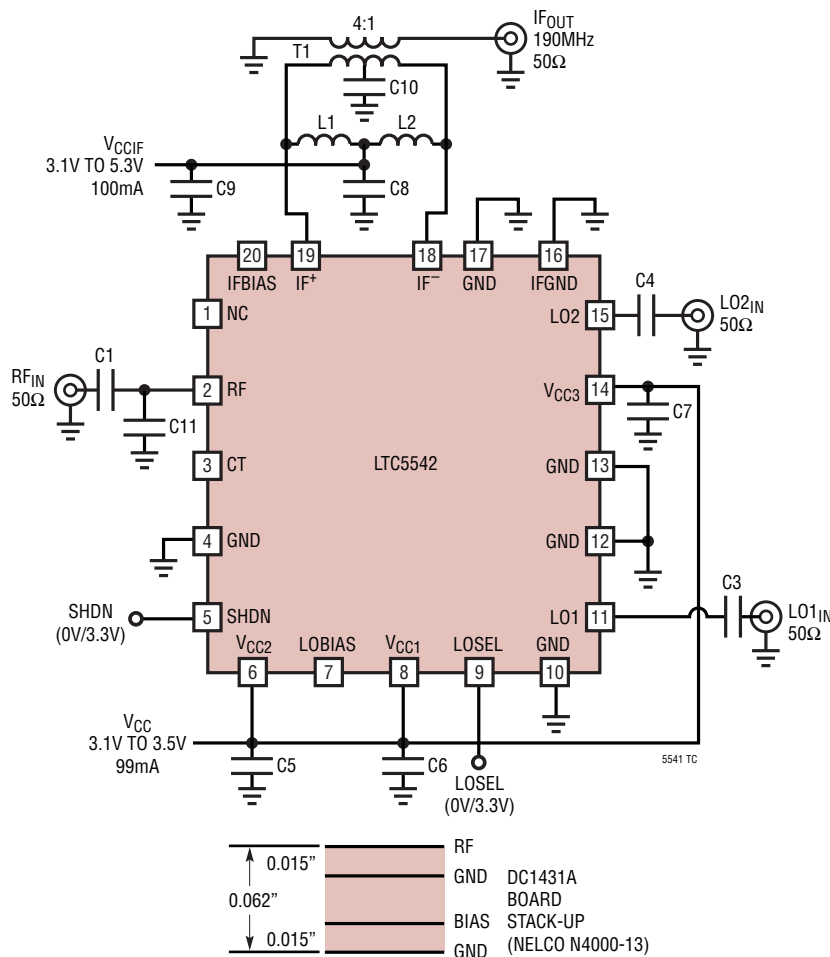 4:1
T1
IFOUT
190MHz
50Ω
C10
L1
L2
VCCIF
3.1V TO 5.3V
100mA
C9
C8
20
19
18
17
16
IFBIAS
IF+
IF−
GND
IFGND
C4
LO2IN
50Ω
1
NC
LO2
15
RFIN
50Ω
C1
2
RF
VCC3
14
C11
C7
3
CT
LTC5542
GND
13
4
GND
GND
12
C3
SHDN
(0V/3.3V)
5
SHDN
LO1
11
LO1IN
50Ω
VCC2
LOBIAS
VCC1
LOSEL
GND
6
7
8
9
10
VCC
3.1V TO 3.5V
99mA
C5
C6
LOSEL
(0V/3.3V)
5541 TC
RF
0.015"
GND
DC1431A
BOARD
STACK-UP
(NELCO N4000-13)
0.062"
BIAS
0.015"
GND